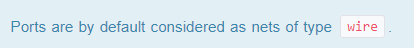 Ports are by default considered as nets of type wire .